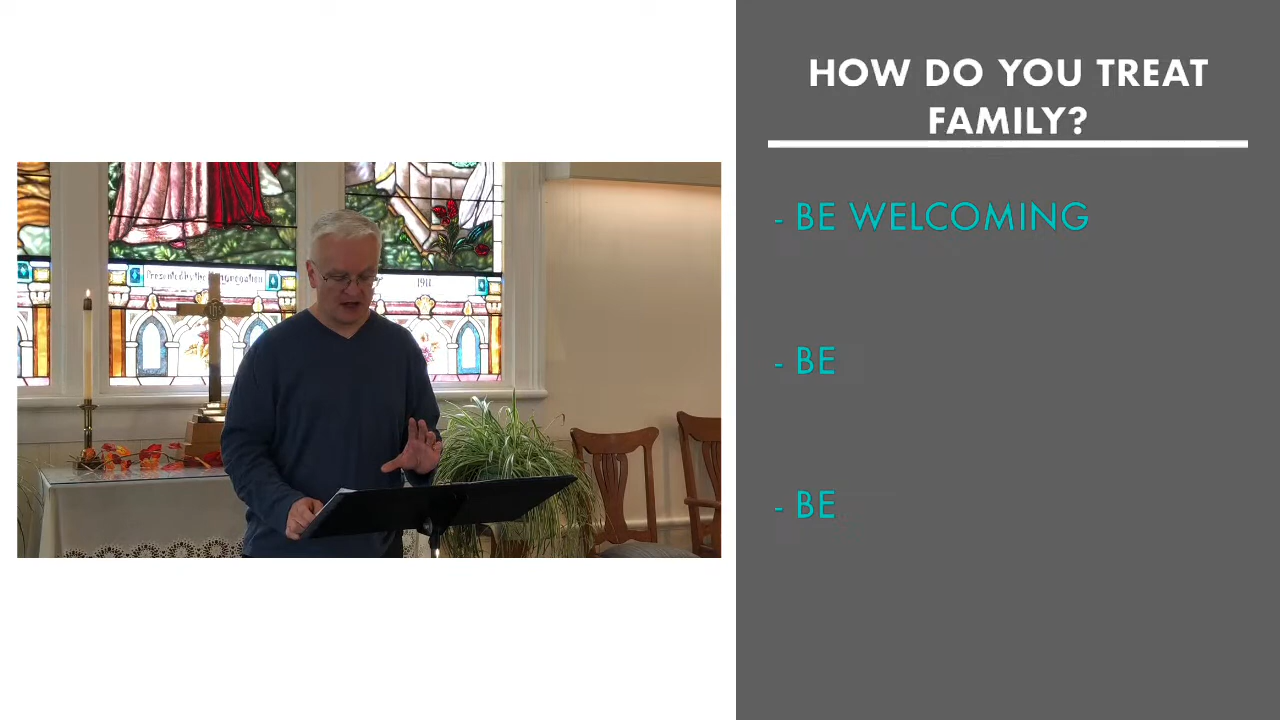 HOW DO YOU TREAT
FAMILY?
- BE WELCOMING
- BE
- BE
Presented by the Congregation
1911